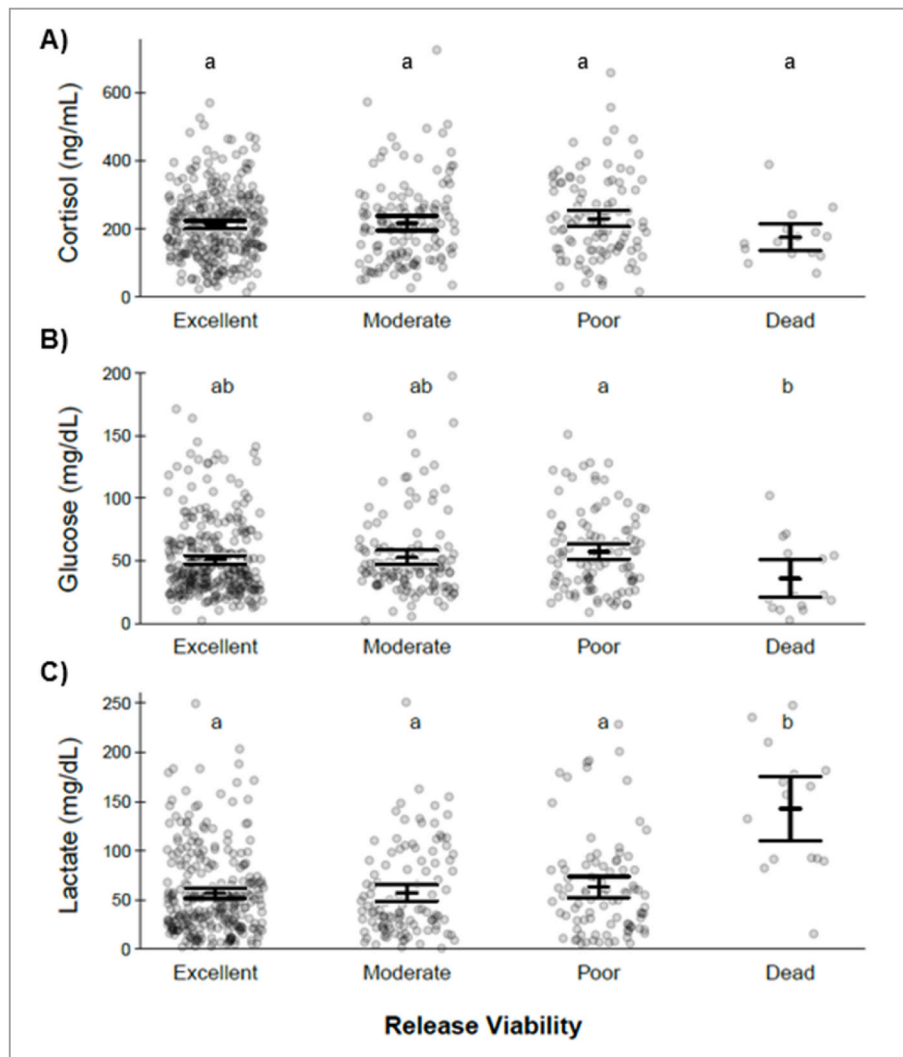 A)
a a a a
Cortisol (ng/mL)
600
400
200
0
Excellent Moderate Poor Dead
B)
ab ab a b
Glucose (mg/dL)
200
150
100
50
0
Excellent Moderate Poor Dead
C)
a a a b
Lactate (mg/dL)
250
200
150
100
50
0
Excellent Moderate Poor Dead
Release Viability